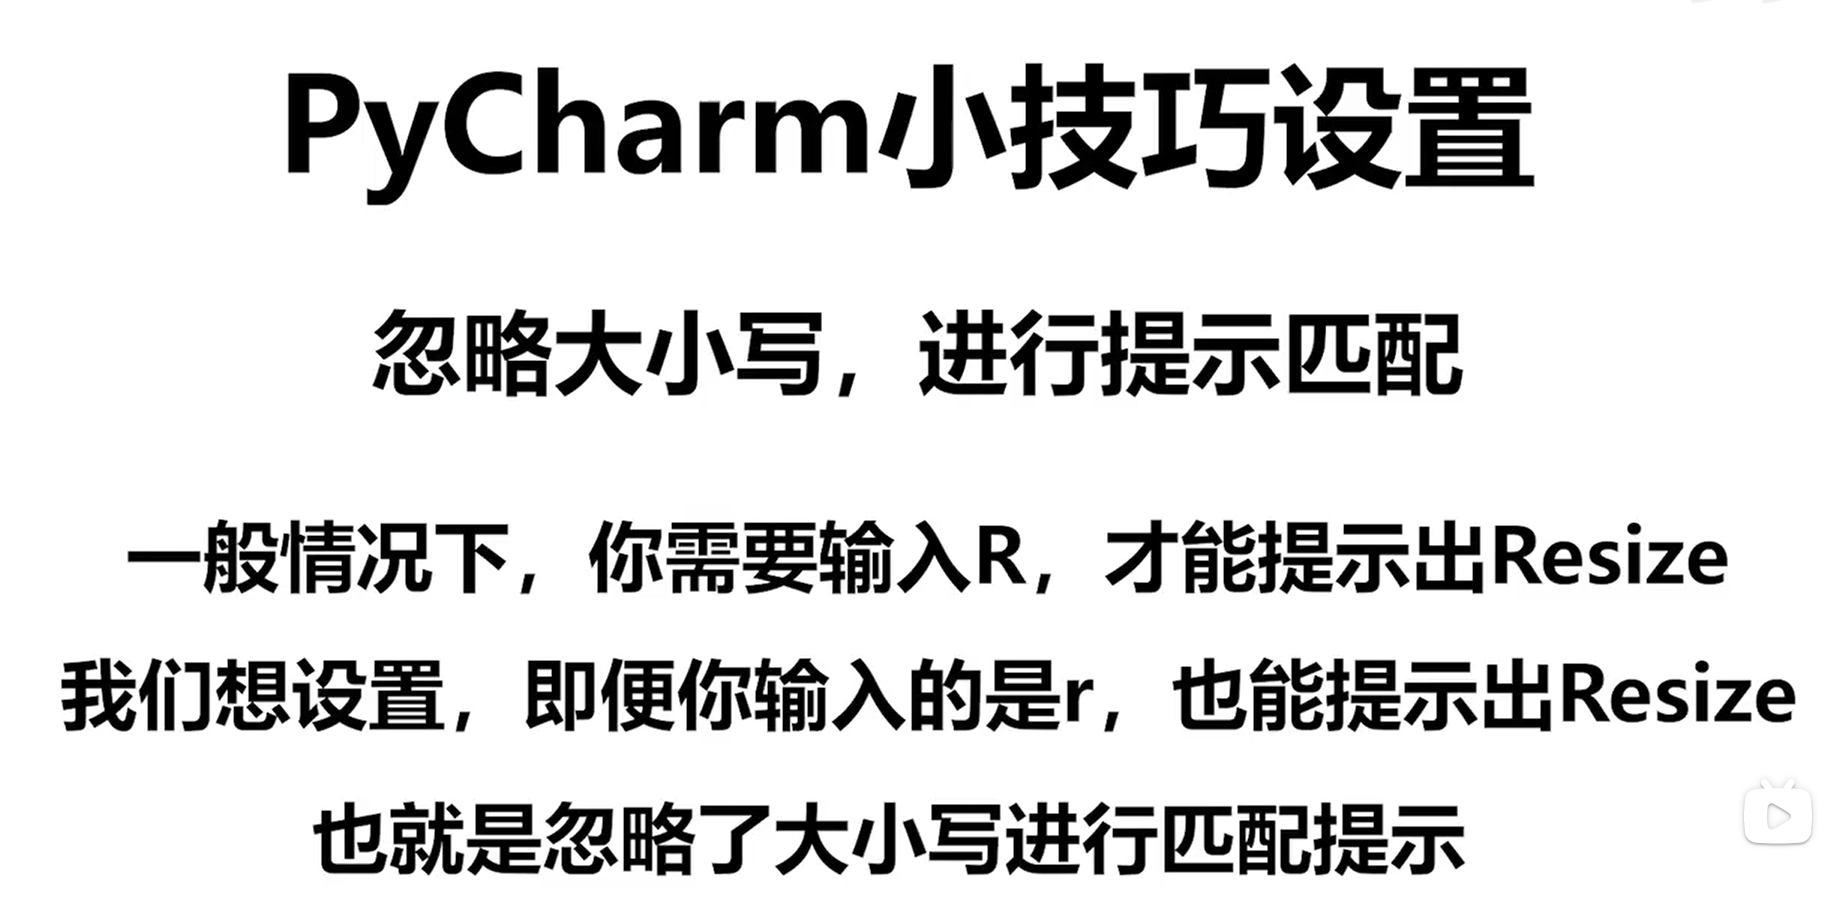 PyCharm小技巧设置
忽略大小写，进行提示匹配
一般情况下，你需要输入R，才能提示出Resize
我们想设置，即便你输入的是r，也能提示出Resize
也就是忽略了大小写进行匹配提示